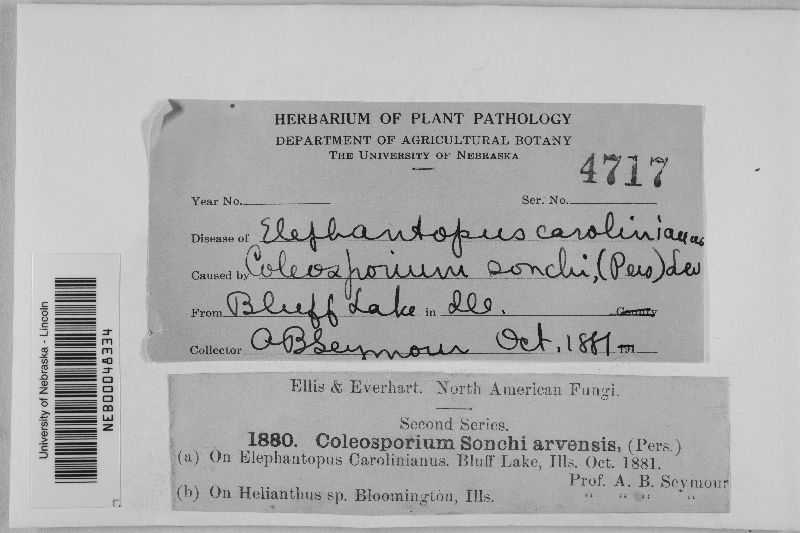 HERBARIUM OF PLANT PATHOLOGY
DEPARTMENT OF AGRICULTURAL BOTANY
THE UNIVERSITY OF NEBRASKA
4717
Year No. Ser. No.
Disease of Elephantopus carolinianus
Caused by Coleosporium sonchi, (Pers) Lev
From Bluff Lake in Ill. County
Collector A B Seymour Oct. 1881 191
University of Nebraska - Lincoln
NEB00048334
Ellis & Everhart. North American Fungi.
Second Series.
1880. Coleosporium Sonchi arvensis, (Pers.)
(a) On Elephantopus Carolinianus. Bluff Lake, Ills. Oct. 1881.
Prof. A. B. Seymour
(b) On Helianthus sp. Bloomington, Ills. " " " "